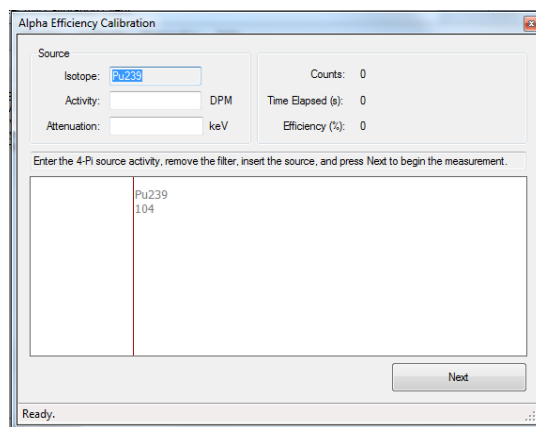 Alpha Efficiency Calibration
Source
Isotope: Pu239
Activity: DPM
Attenuation: keV
Counts: 0
Time Elapsed (s): 0
Efficiency (%): 0
Enter the 4-Pi source activity, remove the filter, insert the source, and press Next to begin the measurement.
Pu239
104
Next
Ready.